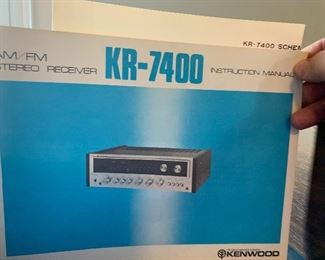 KR-7400 SCHEM
AM/FM
STEREO RECEIVER
KR-7400
INSTRUCTION MANUAL
KENWOOD